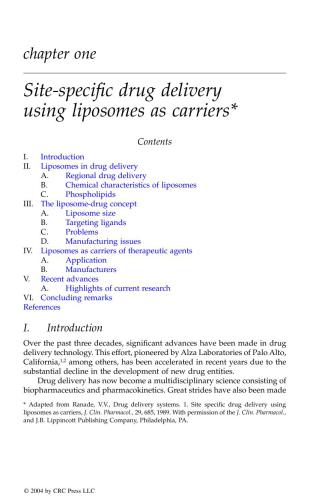 chapter one
Site-specific drug delivery
using liposomes as carriers*
Contents
I. Introduction
II. Liposomes in drug delivery
A. Regional drug delivery
B. Chemical characteristics of liposomes
C. Phospholipids
III. The liposome-drug concept
A. Liposome size
B. Targeting ligands
C. Problems
D. Manufacturing issues
IV. Liposomes as carriers of therapeutic agents
A. Application
B. Manufacturers
V. Recent advances
A. Highlights of current research
VI. Concluding remarks
References
I. Introduction
Over the past three decades, significant advances have been made in drug
delivery technology. This effort, pioneered by Alza Laboratories of Palo Alto,
California,1,2 among others, has been accelerated in recent years due to the
substantial decline in the development of new drug entities.
Drug delivery has now become a multidisciplinary science consisting of
biopharmaceutics and pharmacokinetics. Great strides have also been made
* Adapted from Ranade, V.V., Drug delivery systems. 1. Site specific drug delivery using
liposomes as carriers, J. Clin. Pharmacol., 29, 685, 1989. With permission of the J. Clin. Pharmacol.,
and J.B. Lippincott Publishing Company, Philadelphia, PA.
© 2004 by CRC Press LLC